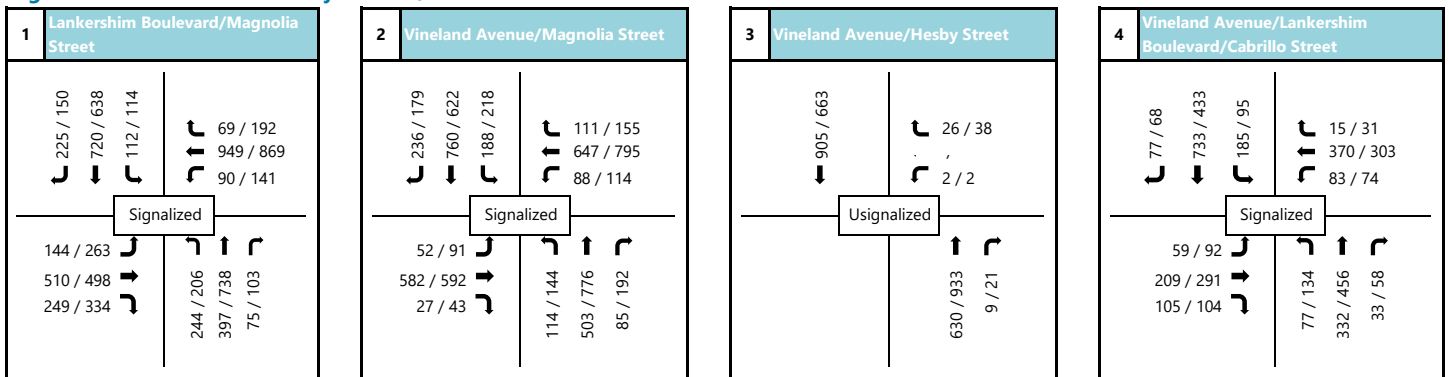 1
Lankershim Boulevard/Magnolia
Street
225 / 150
720 / 638
112 / 114
69 / 192
949 / 869
90 / 141
Signalized
144 / 263
510 / 498
249 / 334
244 / 206
397 / 738
75 / 103
2
Vineland Avenue/Magnolia Street
236 / 179
760 / 622
188 / 218
111 / 155
647 / 795
88 / 114
Signalized
52 / 91
582 / 592
27 / 43
114 / 144
503 / 776
85 / 192
3
Vineland Avenue/Hesby Street
905 / 663
26 / 38
2 / 2
Usignalized
630 / 933
9 / 21
4
Vineland Avenue/Lankershim
Boulevard/Cabrillo Street
77 / 68
733 / 433
185 / 95
15 / 31
370 / 303
83 / 74
Signalized
59 / 92
209 / 291
105 / 104
77 / 134
332 / 456
33 / 58